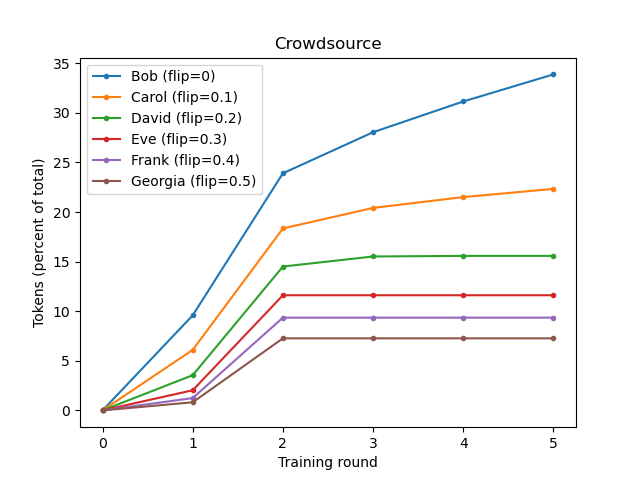 Crowdsource
Bob (flip=0)
Carol (flip=0.1)
David (flip=0.2)
Eve (flip=0.3)
Frank (flip=0.4)
Georgia (flip=0.5)
Tokens (percent of total)
35
30
25
20
15
10
5
0
0 1 2 3 4 5
Training round